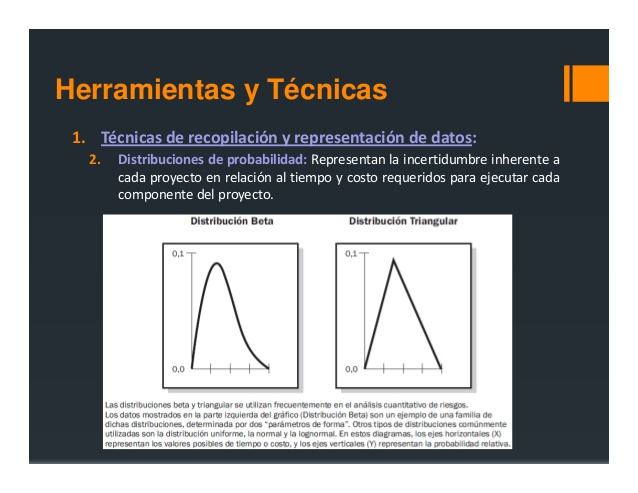 Herramientas y Técnicas
1. Técnicas de recopilación y representación de datos:
2. Distribuciones de probabilidad: Representan la incertidumbre inherente a
cada proyecto en relación al tiempo y costo requeridos para ejecutar cada
componente del proyecto.
Distribución Beta
Distribución Triangular
0,1
0,0
0,1
0,0
Las distribuciones beta y triangular se utilizan frecuentemente en el análisis cuantitativo de riesgos.
Los datos mostrados en la parte izquierda del gráfico (Distribución Beta) son un ejemplo de una familia de
dichas distribuciones, determinada por dos "parámetros de forma". Otros tipos de distribuciones comúnmente
utilizadas son la distribución uniforme, la normal y la lognormal. En estos diagramas, los ejes horizontales (X)
representan los valores posibles de tiempo o costo, y los ejes verticales (Y) representan la probabilidad relativa.